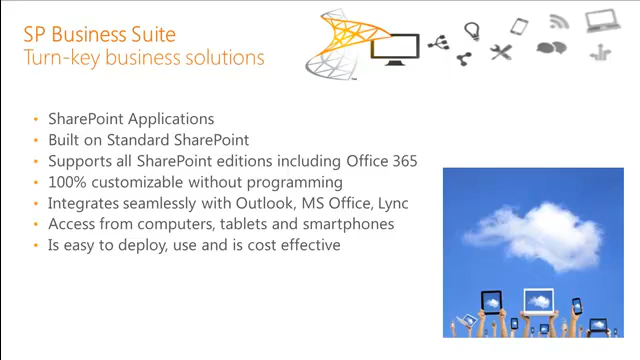 SP Business Suite
Turn-key business solutions
• SharePoint Applications
• Built on Standard SharePoint
• Supports all SharePoint editions including Office 365
• 100% customizable without programming
• Integrates seamlessly with Outlook, MS Office, Lync
• Access from computers, tablets and smartphones
• Is easy to deploy, use and is cost effective